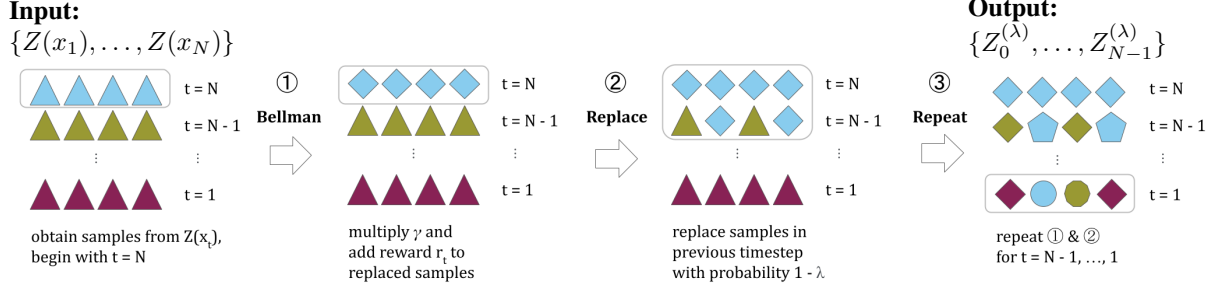 Input:
{Z(x_1), . . . , Z(x_N)}
t = N
t = N - 1
⋮ ⋮
t = 1
obtain samples from Z(x_t),
begin with t = N
①
Bellman
t = N
t = N - 1
⋮ ⋮
t = 1
multiply γ and
add reward r_t to
replaced samples
②
Replace
t = N
t = N - 1
⋮ ⋮
t = 1
replace samples in
previous timestep
with probability 1 - λ
③
Repeat
Output:
{Z_0^{(λ)}, . . . , Z_{N-1}^{(λ)}}
t = N
t = N - 1
⋮ ⋮
t = 1
repeat ① & ②
for t = N - 1, ..., 1